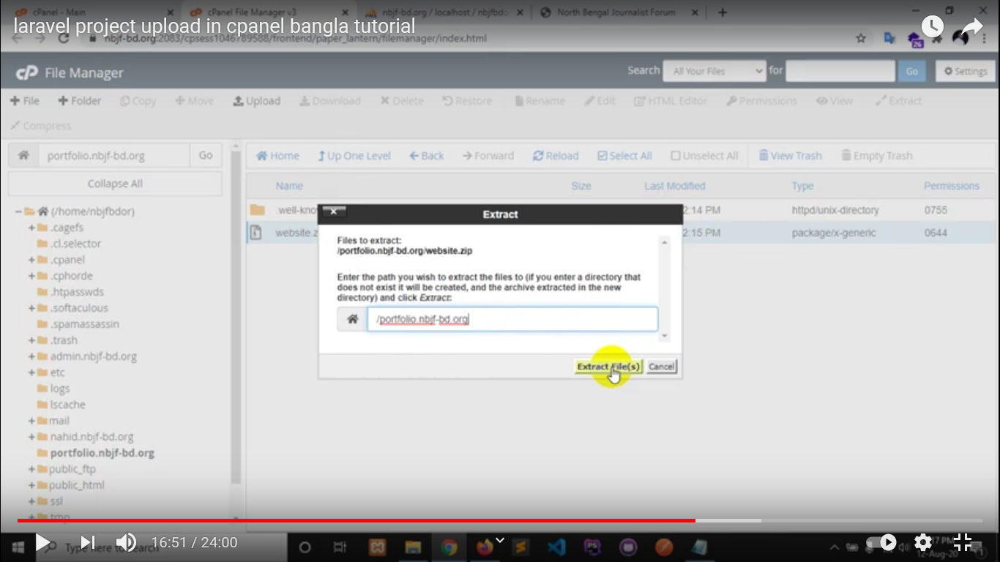 cPanel - Main
cPanel File Manager v3
nbjf-bd.org / localhost / nbjfbd
North Bengal Journalist Forum
laravel project upload in cpanel bangla tutorial
nbjf-bd.org:2083/cpsess1046789588/frontend/paper_lantern/filemanager/index.html
26
cP File Manager
Search All Your Files for Go Settings
File Folder Copy Move Upload Download Delete Restore Rename Edit HTML Editor Permissions View Extract
Compress
portfolio.nbjf-bd.org Go
Home Up One Level Back Forward Reload Select All Unselect All View Trash Empty Trash
Collapse All
Name Size Last Modified Type Permissions
(/home/nbjfbdor)
.cagefs
.cl.selector
.cpanel
.cphorde
.htpasswds
.softaculous
.spamassassin
.trash
admin.nbjf-bd.org
etc
logs
lscache
mail
nahid.nbjf-bd.org
portfolio.nbjf-bd.org
public_ftp
public_html
ssl
tmp
.well-kno 2:14 PM httpd/unix-directory 0755
website.z 2:15 PM package/x-generic 0644
Extract
Files to extract:
/portfolio.nbjf-bd.org/website.zip
Enter the path you wish to extract the files to (if you enter a directory that
does not exist it will be created, and the archive extracted in the new
directory) and click Extract:
/portfolio.nbjf-bd.org
Extract File(s) Cancel
Type here to search
16:51 / 24:00
PS
17 PM
12-Aug-20
1